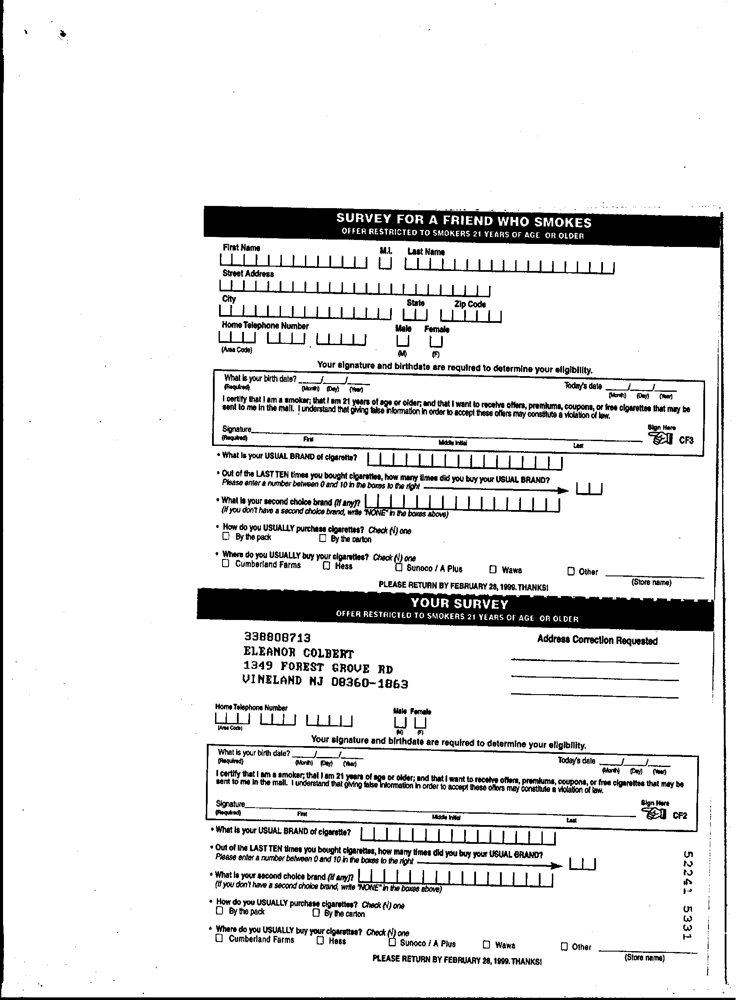 SURVEY FOR A FRIEND WHO SMOKES
OFFER RESTRICTED TO SMOKERS 21 YEARS OF AGE OR OLDER
First Name M.I. Last Name
Street Address
City State Zip Code
Home Telephone Number Male Female
(Area Code) (M) (F)
Your signature and birthdate are required to determine your eligibility.
What is your birth date? ___/___/___ Today's date ___/___/___
(Required) (Month) (Day) (Year) (Month) (Day) (Year)
I certify that I am a smoker; that I am 21 years of age or older; and that I want to receive offers, premiums, coupons, or free cigarettes that may be
sent to me in the mail. I understand that giving false information in order to accept these offers may constitute a violation of law.
Signature Sign Here
(Required) First Middle Initial Last CF3
• What is your USUAL BRAND of cigarette?
• Out of the LAST TEN times you bought cigarettes, how many times did you buy your USUAL BRAND?
Please enter a number between 0 and 10 in the boxes to the right
• What is your second choice brand (if any)?
(If you don't have a second choice brand, write "NONE" in the boxes above)
• How do you USUALLY purchase cigarettes? Check (√) one
☐ By the pack ☐ By the carton
• Where do you USUALLY buy your cigarettes? Check (√) one
☐ Cumberland Farms ☐ Hess ☐ Sunoco / A Plus ☐ Wawa ☐ Other
(Store name)
PLEASE RETURN BY FEBRUARY 28, 1999. THANKS!
YOUR SURVEY
OFFER RESTRICTED TO SMOKERS 21 YEARS OF AGE OR OLDER
338808713 Address Correction Requested
ELEANOR COLBERT
1349 FOREST GROVE RD
VINELAND NJ 08360-1863
Home Telephone Number Male Female
(Area Code) (M) (F)
Your signature and birthdate are required to determine your eligibility.
What is your birth date? ___/___/___ Today's date ___/___/___
(Required) (Month) (Day) (Year) (Month) (Day) (Year)
I certify that I am a smoker; that I am 21 years of age or older; and that I want to receive offers, premiums, coupons, or free cigarettes that may be
sent to me in the mail. I understand that giving false information in order to accept these offers may constitute a violation of law.
Signature Sign Here
(Required) First Middle Initial Last CF2
• What is your USUAL BRAND of cigarette?
• Out of the LAST TEN times you bought cigarettes, how many times did you buy your USUAL BRAND?
Please enter a number between 0 and 10 in the boxes to the right
• What is your second choice brand (if any)?
(If you don't have a second choice brand, write "NONE" in the boxes above)
• How do you USUALLY purchase cigarettes? Check (√) one
☐ By the pack ☐ By the carton
• Where do you USUALLY buy your cigarettes? Check (√) one
☐ Cumberland Farms ☐ Hess ☐ Sunoco / A Plus ☐ Wawa ☐ Other
(Store name)
PLEASE RETURN BY FEBRUARY 28, 1999. THANKS!
52241 5331